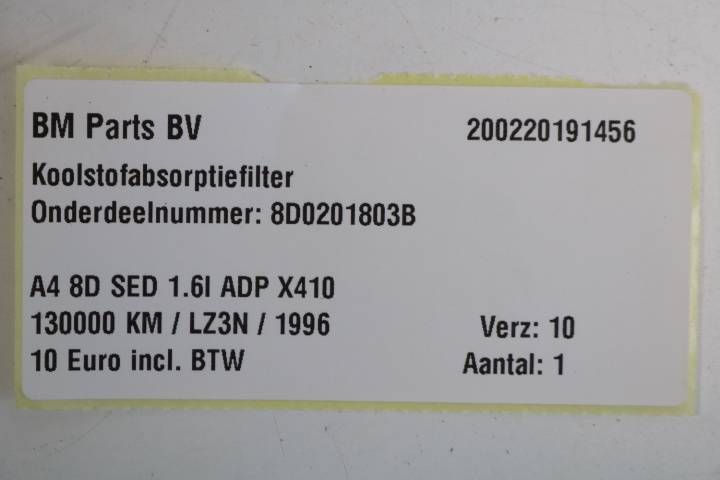 BM Parts BV 200220191456
Koolstofabsorptiefilter
Onderdeelnummer: 8D0201803B
A4 8D SED 1.6I ADP X410
130000 KM / LZ3N / 1996 Verz: 10
10 Euro incl. BTW Aantal: 1